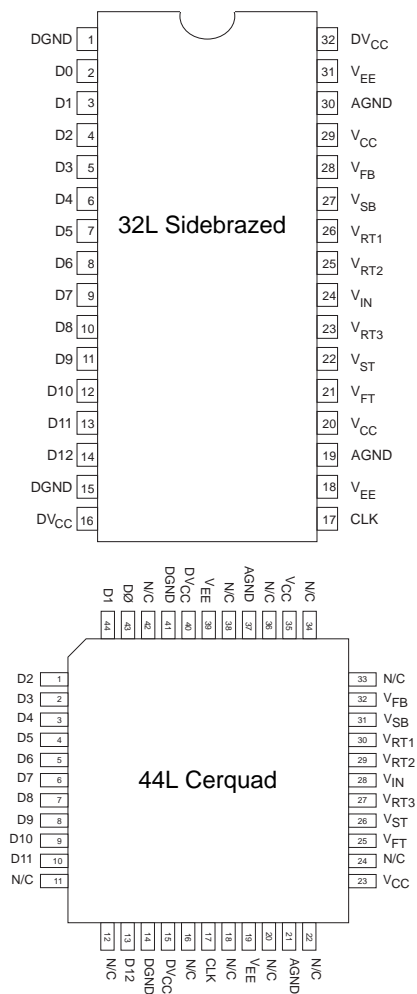 DGND 1 32 DVCC
D0 2 31 VEE
D1 3 30 AGND
D2 4 29 VCC
D3 5 28 VFB
D4 6 27 VSB
D5 7 26 VRT1
D6 8 25 VRT2
D7 9 24 VIN
D8 10 23 VRT3
D9 11 22 VST
D10 12 21 VFT
D11 13 20 VCC
D12 14 19 AGND
DGND 15 18 VEE
DVCC 16 17 CLK
32L Sidebrazed
D1 DØ N/C DGND DVCC VEE N/C AGND N/C VCC N/C
44 43 42 41 40 39 38 37 36 35 34
D2 1 33 N/C
D3 2 32 VFB
D4 3 31 VSB
D5 4 30 VRT1
D6 5 29 VRT2
D7 6 28 VIN
D8 7 27 VRT3
D9 8 26 VST
D10 9 25 VFT
D11 10 24 N/C
N/C 11 23 VCC
44L Cerquad
12 13 14 15 16 17 18 19 20 21 22
N/C D12 DGND DVCC N/C CLK N/C VEE N/C AGND N/C